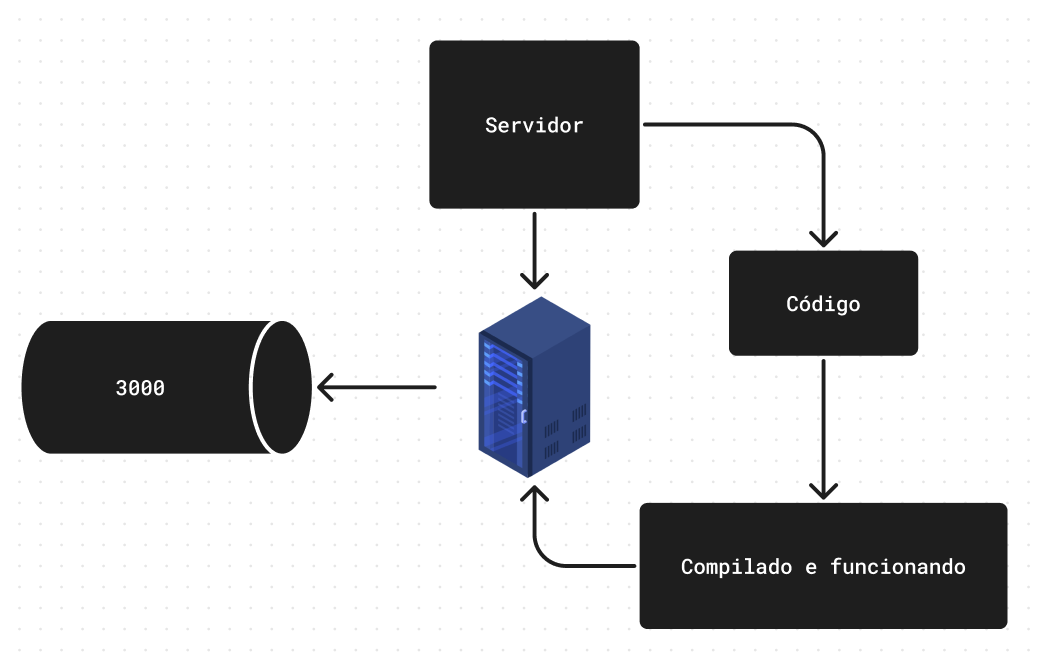 Servidor
Código
3000
Compilado e funcionando